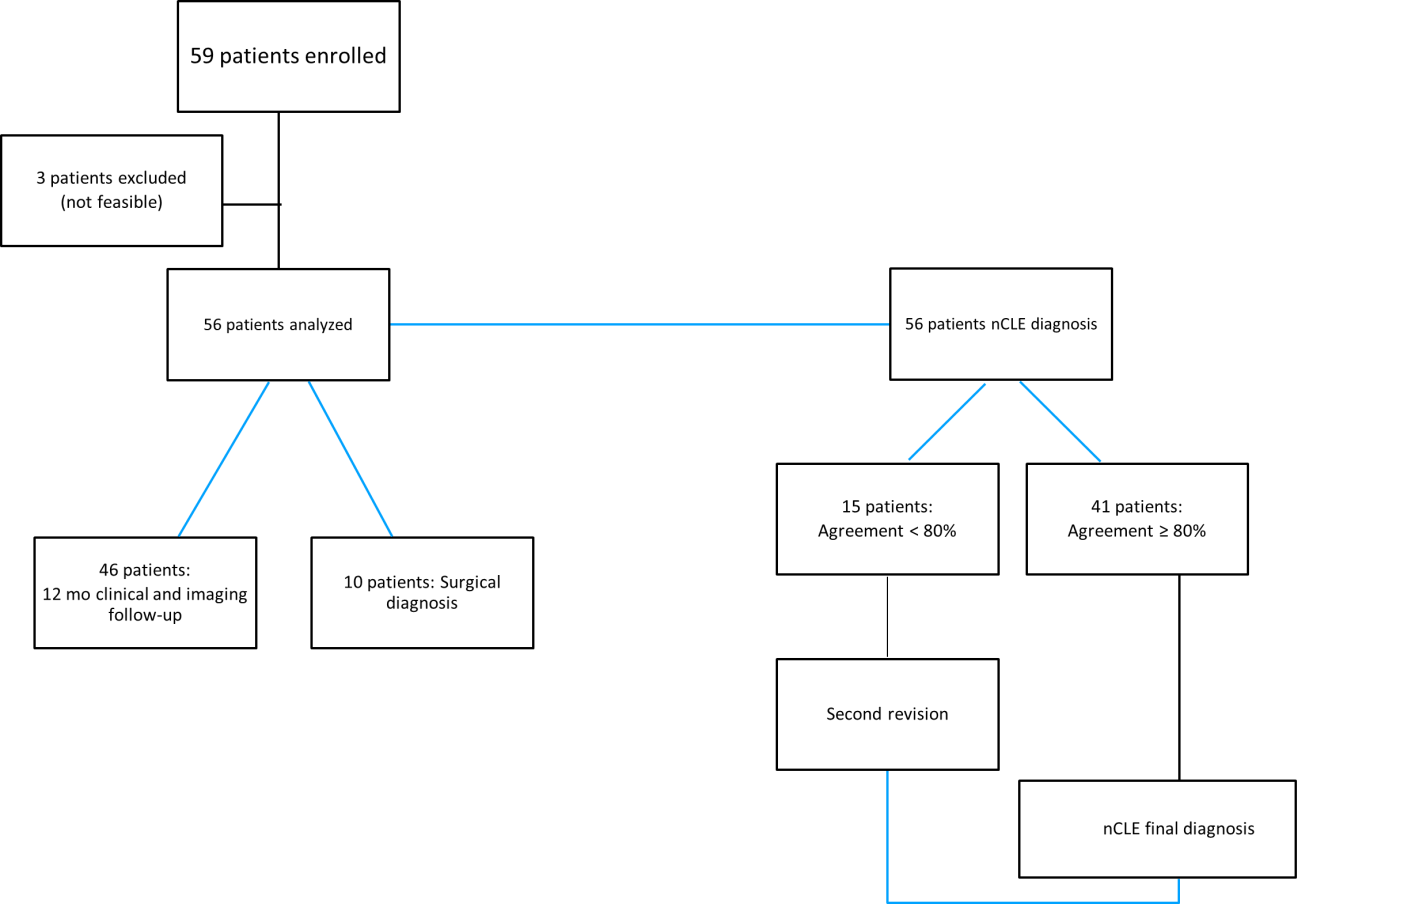 59 patients enrolled
3 patients excluded
(not feasible)
56 patients analyzed
56 patients nCLE diagnosis
15 patients:
Agreement < 80%
41 patients:
Agreement ≥ 80%
46 patients:
12 mo clinical and imaging
follow-up
10 patients: Surgical
diagnosis
Second revision
nCLE final diagnosis